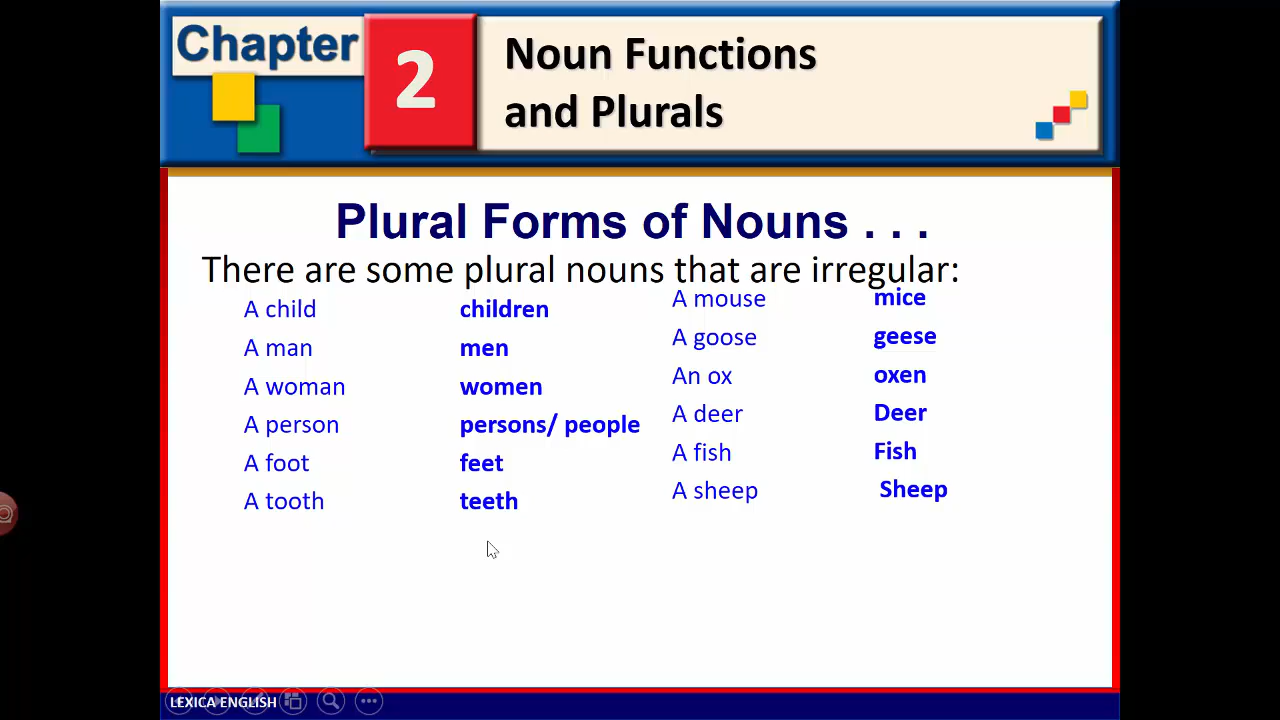 Chapter 2
Noun Functions
and Plurals
Plural Forms of Nouns . . .
There are some plural nouns that are irregular:
A child children
A man men
A woman women
A person persons/ people
A foot feet
A tooth teeth
A mouse mice
A goose geese
An ox oxen
A deer Deer
A fish Fish
A sheep Sheep
LEXICA ENGLISH